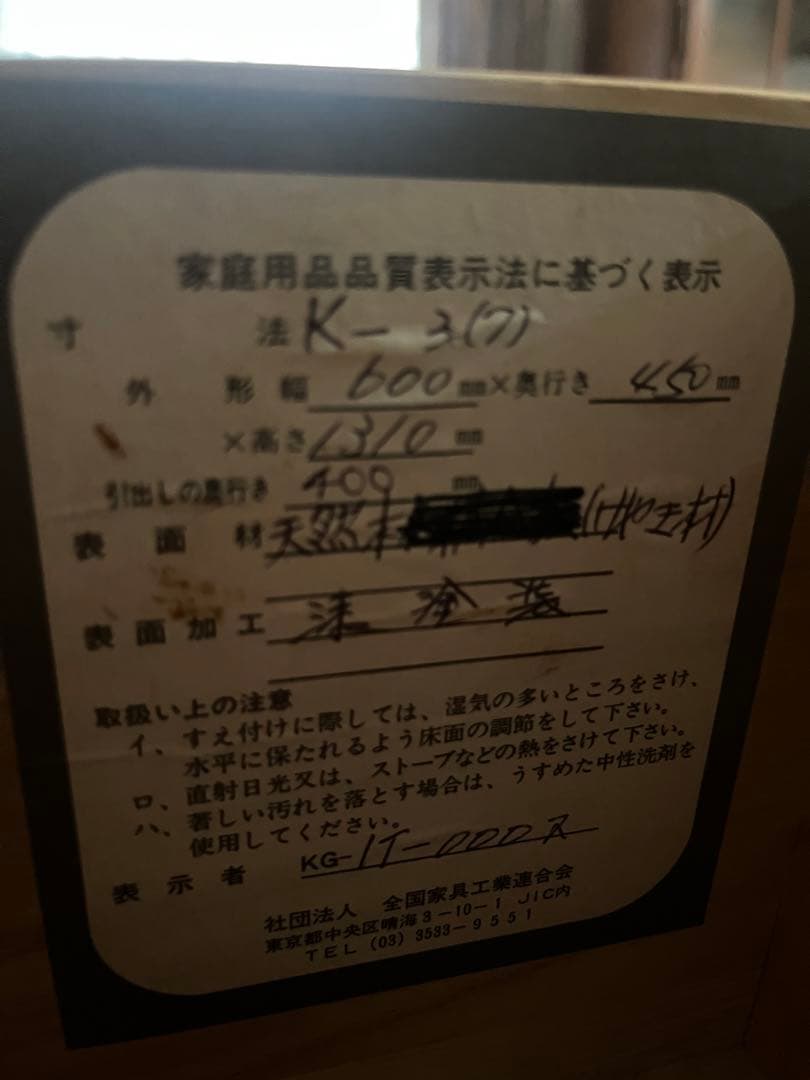 家庭用品品質表示法に基づく表示
寸法 K-3(7)
外形幅 600 mm×奥行き 450 mm
×高さ 1310 mm
引出しの奥行き 400 mm
表面材 天然木 (けやき材)
表面加工 漆塗装
取扱い上の注意
イ、すえ付けに際しては、湿気の多いところをさけ、
水平に保たれるよう床面の調節をして下さい。
ロ、直射日光又は、ストーブなどの熱をさけて下さい。
ハ、著しい汚れを落とす場合は、うすめた中性洗剤を
使用してください。
表示者 KG-IT-000
社団法人 全国家具工業連合会
東京都中央区晴海3-10-1 JIC内
TEL (03) 3533-9551